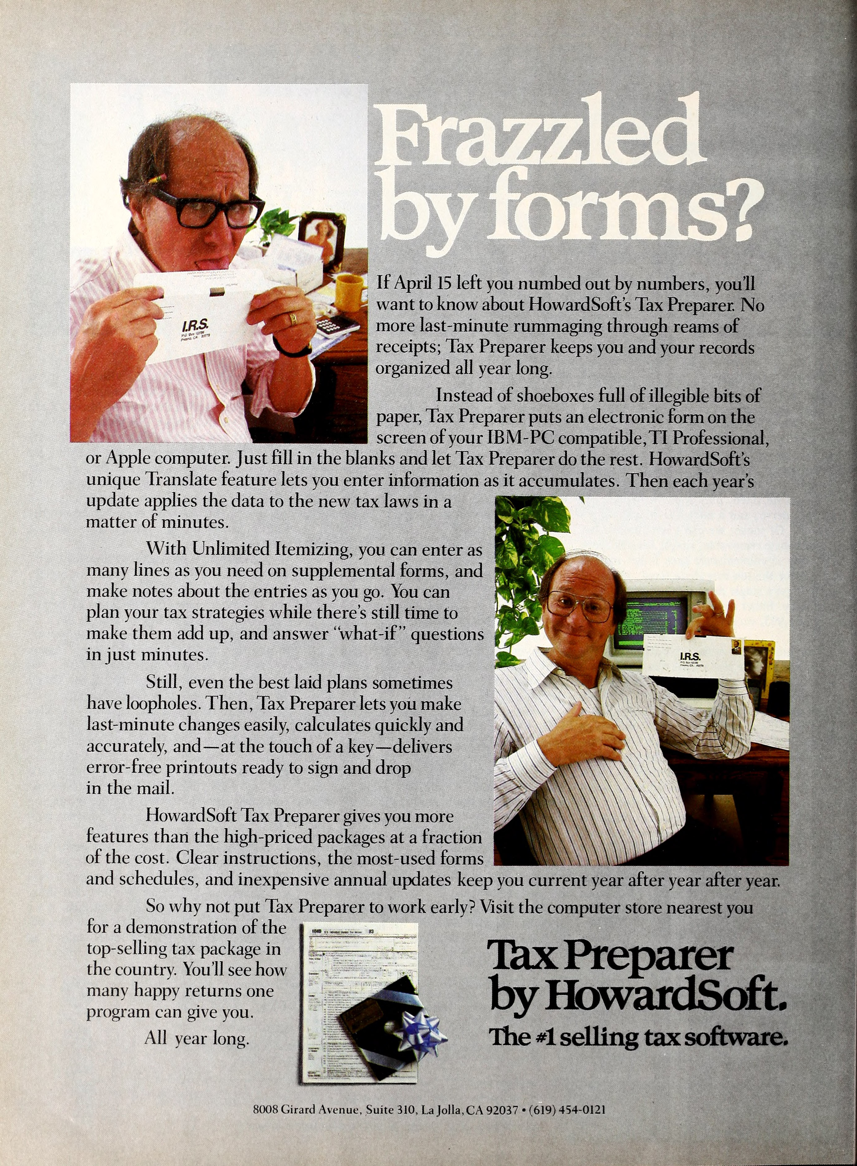 Frazzled
by forms?
If April 15 left you numbed out by numbers, you'll
want to know about HowardSoft's Tax Preparer. No
more last-minute rummaging through reams of
receipts; Tax Preparer keeps you and your records
organized all year long.
Instead of shoeboxes full of illegible bits of
paper, Tax Preparer puts an electronic form on the
screen of your IBM-PC compatible, TI Professional,
or Apple computer. Just fill in the blanks and let Tax Preparer do the rest. HowardSoft's
unique Translate feature lets you enter information as it accumulates. Then each year's
update applies the data to the new tax laws in a
matter of minutes.
With Unlimited Itemizing, you can enter as
many lines as you need on supplemental forms, and
make notes about the entries as you go. You can
plan your tax strategies while there's still time to
make them add up, and answer "what-if" questions
in just minutes.
Still, even the best laid plans sometimes
have loopholes. Then, Tax Preparer lets you make
last-minute changes easily, calculates quickly and
accurately, and—at the touch of a key—delivers
error-free printouts ready to sign and drop
in the mail.
HowardSoft Tax Preparer gives you more
features than the high-priced packages at a fraction
of the cost. Clear instructions, the most-used forms
and schedules, and inexpensive annual updates keep you current year after year after year.
So why not put Tax Preparer to work early? Visit the computer store nearest you
for a demonstration of the
top-selling tax package in
the country. You'll see how
many happy returns one
program can give you.
All year long.
I.R.S.
I.R.S.
1040
Tax Preparer
by HowardSoft.
The #1 selling tax software.
8008 Girard Avenue, Suite 310, La Jolla, CA 92037 • (619) 454-0121